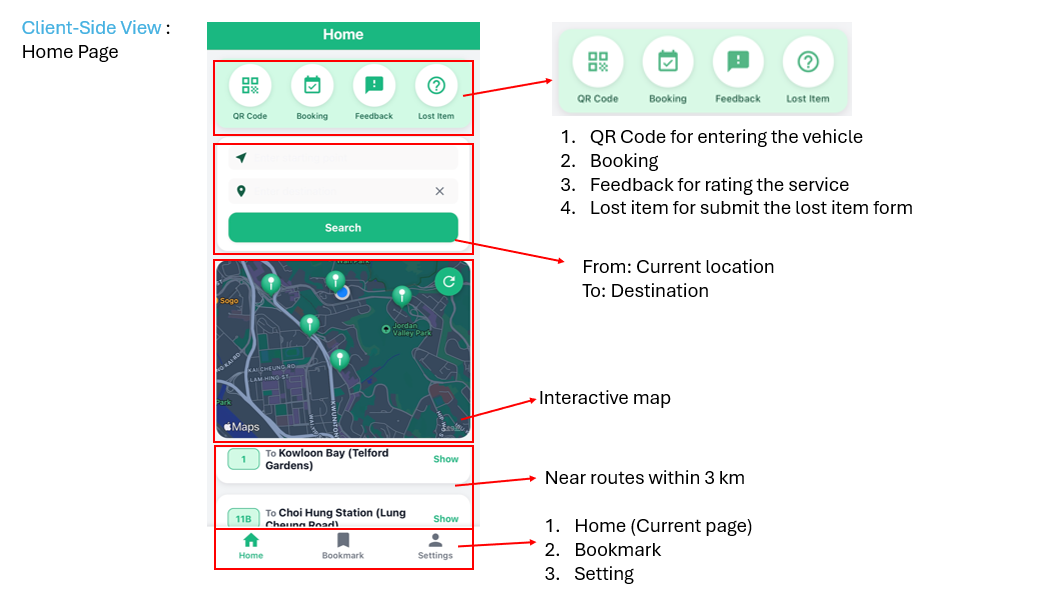 Client-Side View :
Home Page
Home
QR Code
Booking
Feedback
Lost Item
Search
Sogo
Jordan
Valley Park
KAI CHEUNG RD
LAM HING ST
Park
Maps
1
To Kowloon Bay (Telford
Gardens)
Show
11B
To Choi Hung Station (Lung
Cheung Road)
Show
Home
Bookmark
Settings
QR Code
Booking
Feedback
Lost Item
1. QR Code for entering the vehicle
2. Booking
3. Feedback for rating the service
4. Lost item for submit the lost item form
From: Current location
To: Destination
Interactive map
Near routes within 3 km
1. Home (Current page)
2. Bookmark
3. Setting